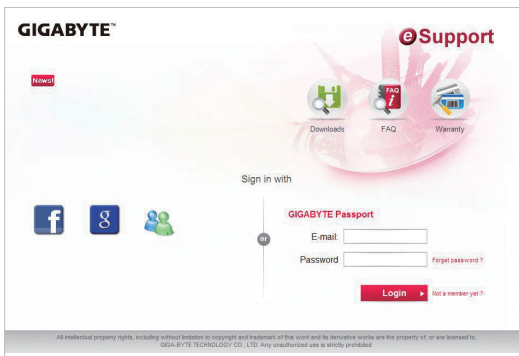 GIGABYTE™
eSupport
News!
FAQ
Downloads FAQ Warranty
Sign in with
or
GIGABYTE Passport
E-mail:
Password
Forget password ?
Login
Not a member yet ?
All intellectual property rights, including without limitation to copyright and trademark of this work and its derivative works are the property of, or are licensed to,
GIGA-BYTE TECHNOLOGY CO., LTD. Any unauthorized use is strictly prohibited.